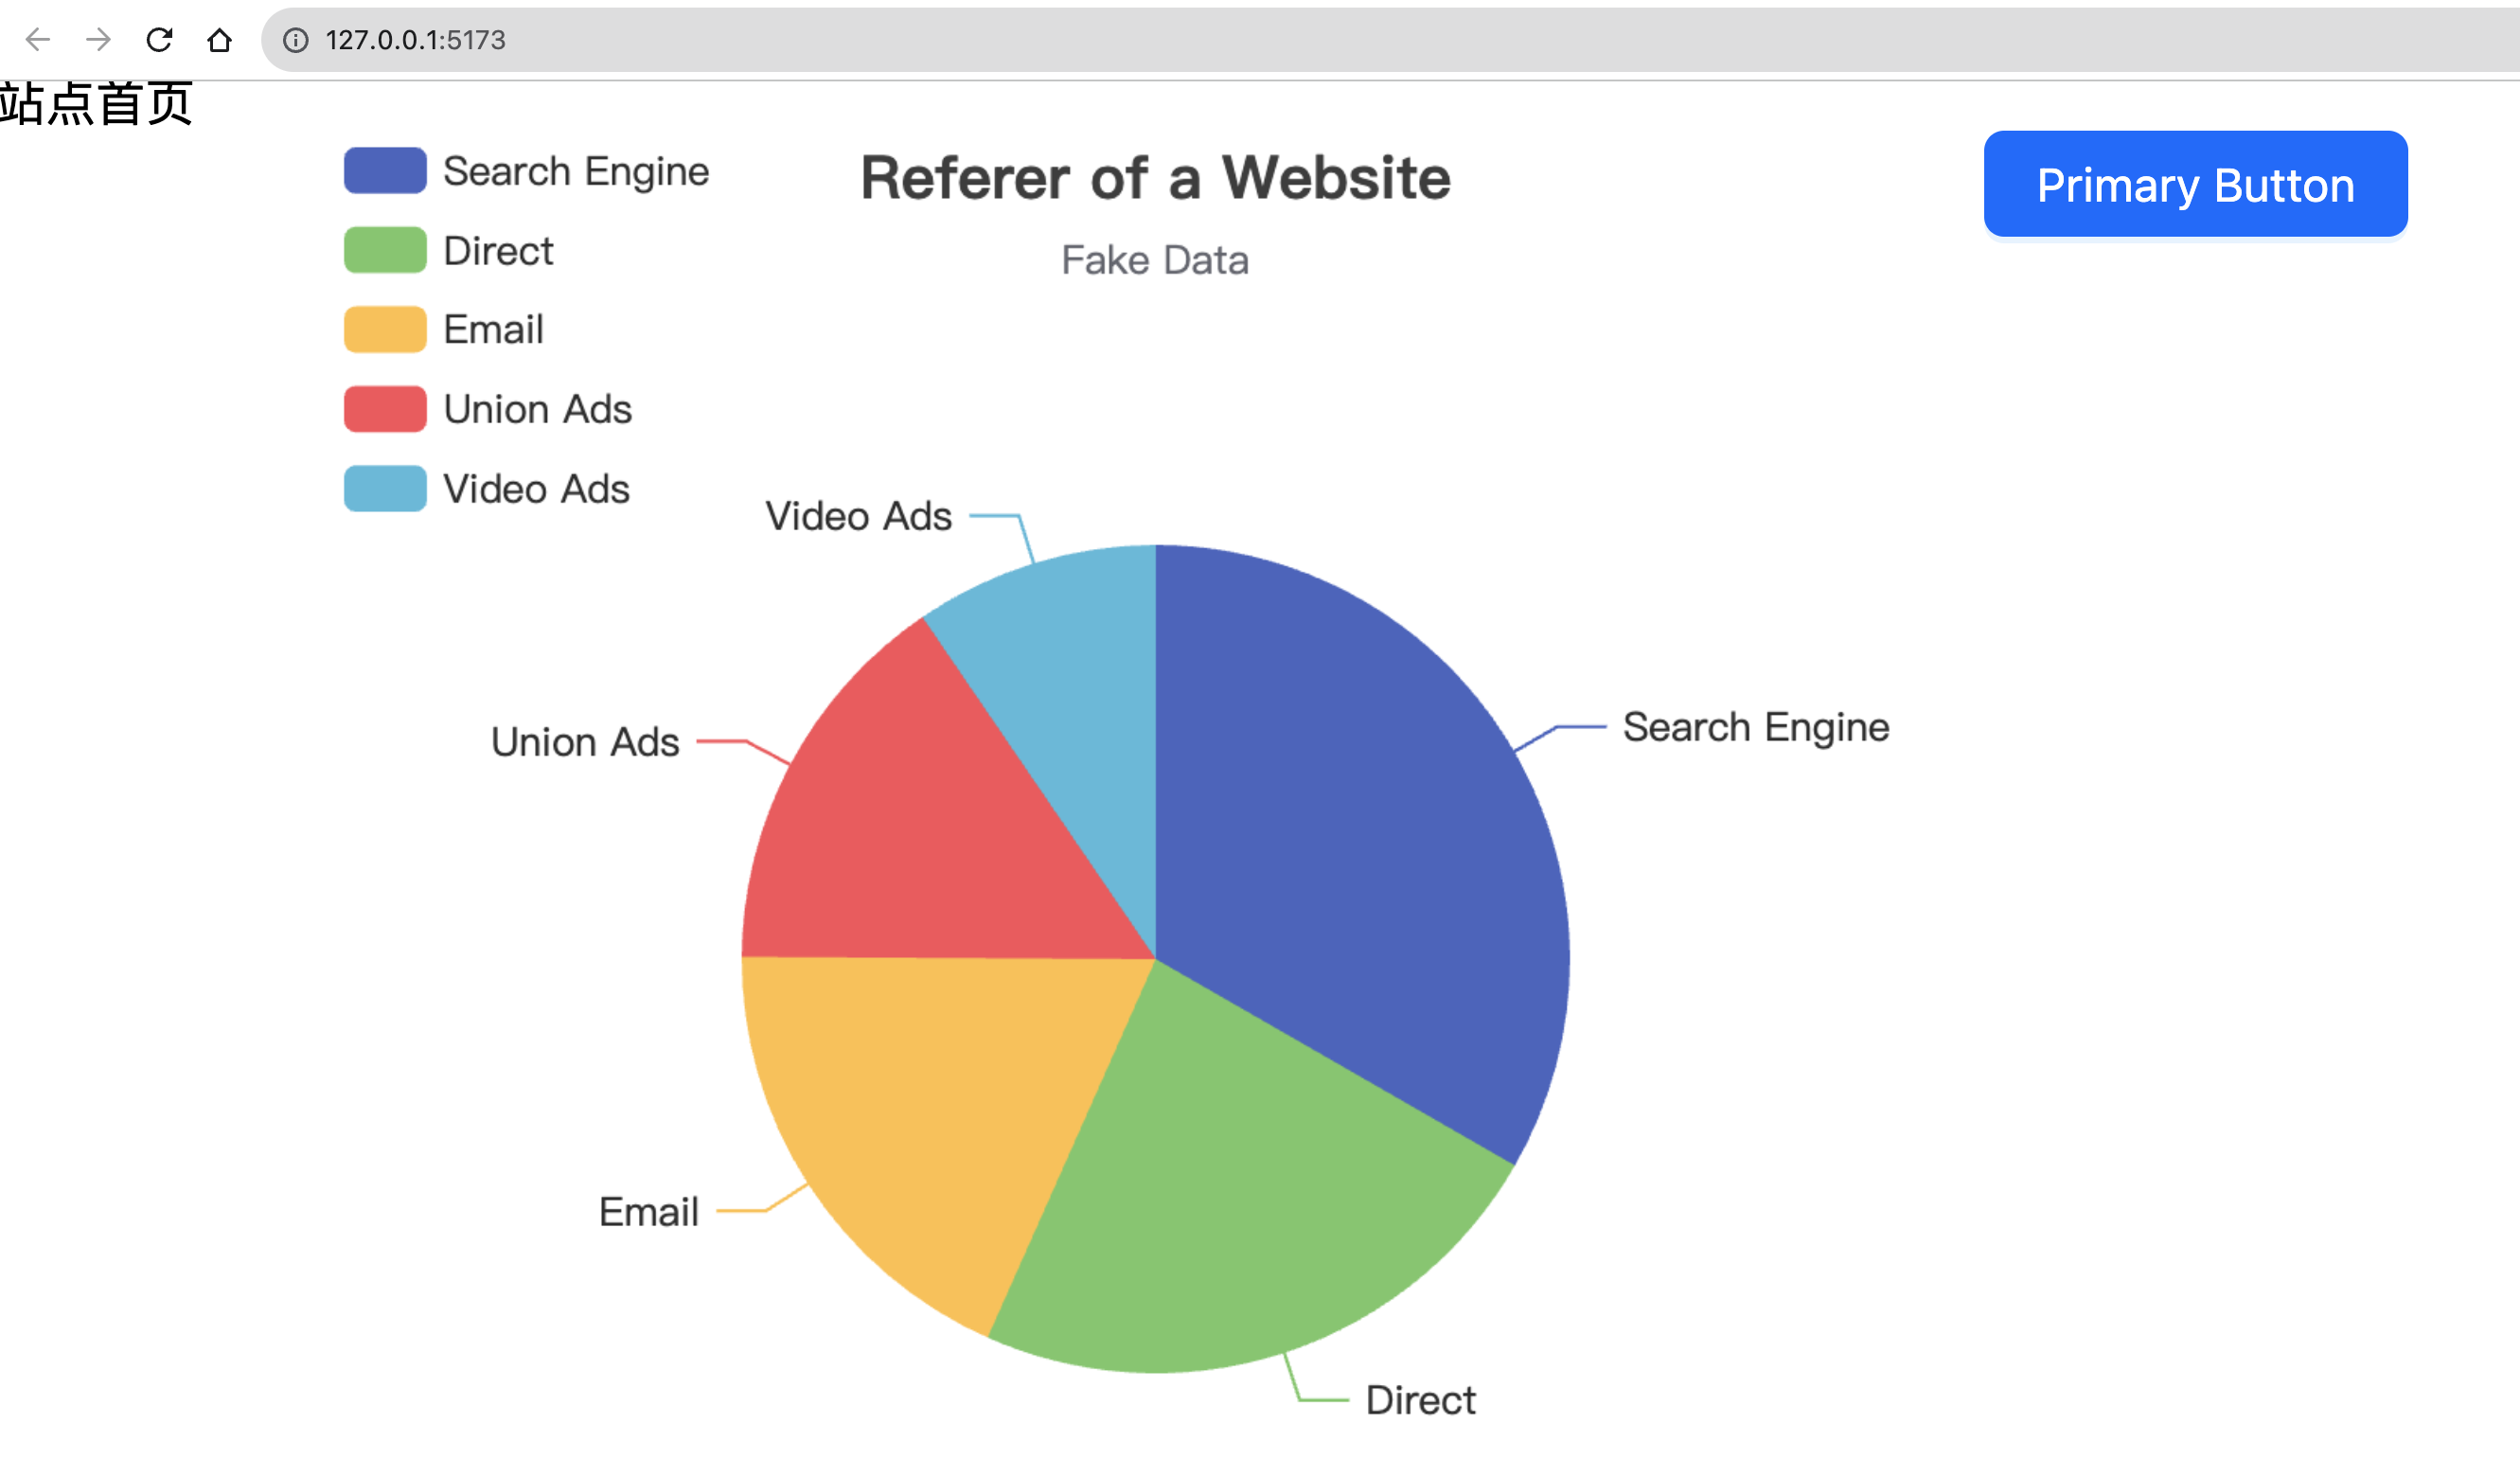 127.0.0.1:5173
站点首页
Search Engine
Direct
Email
Union Ads
Video Ads
Referer of a Website
Fake Data
Primary Button
Video Ads
Search Engine
Union Ads
Email
Direct